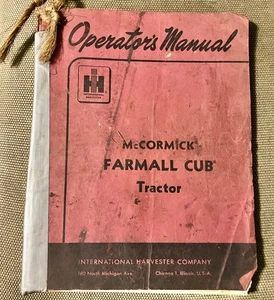 Operator's Manual
IH
McCORMICK
FARMALL CUB
Tractor
INTERNATIONAL HARVESTER COMPANY
180 North Michigan Ave. Chicago 1, Illinois, U.S.A.